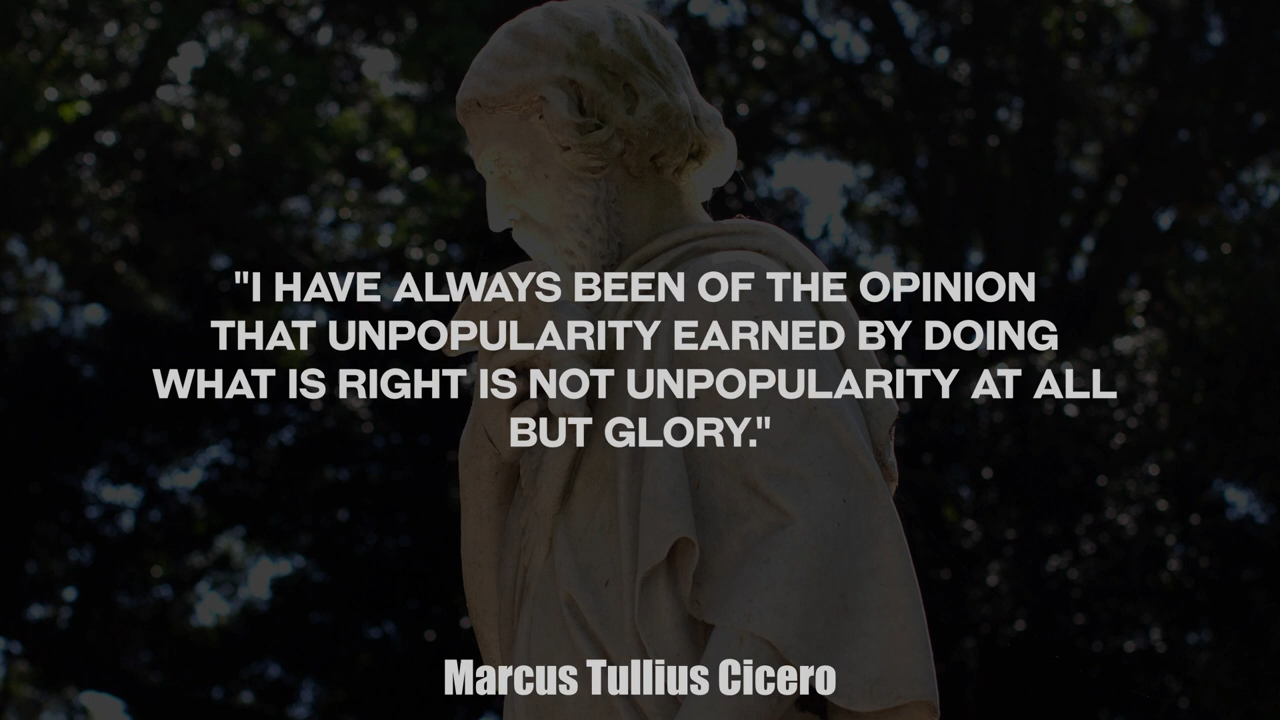 "I HAVE ALWAYS BEEN OF THE OPINION
THAT UNPOPULARITY EARNED BY DOING
WHAT IS RIGHT IS NOT UNPOPULARITY AT ALL
BUT GLORY."
Marcus Tullius Cicero